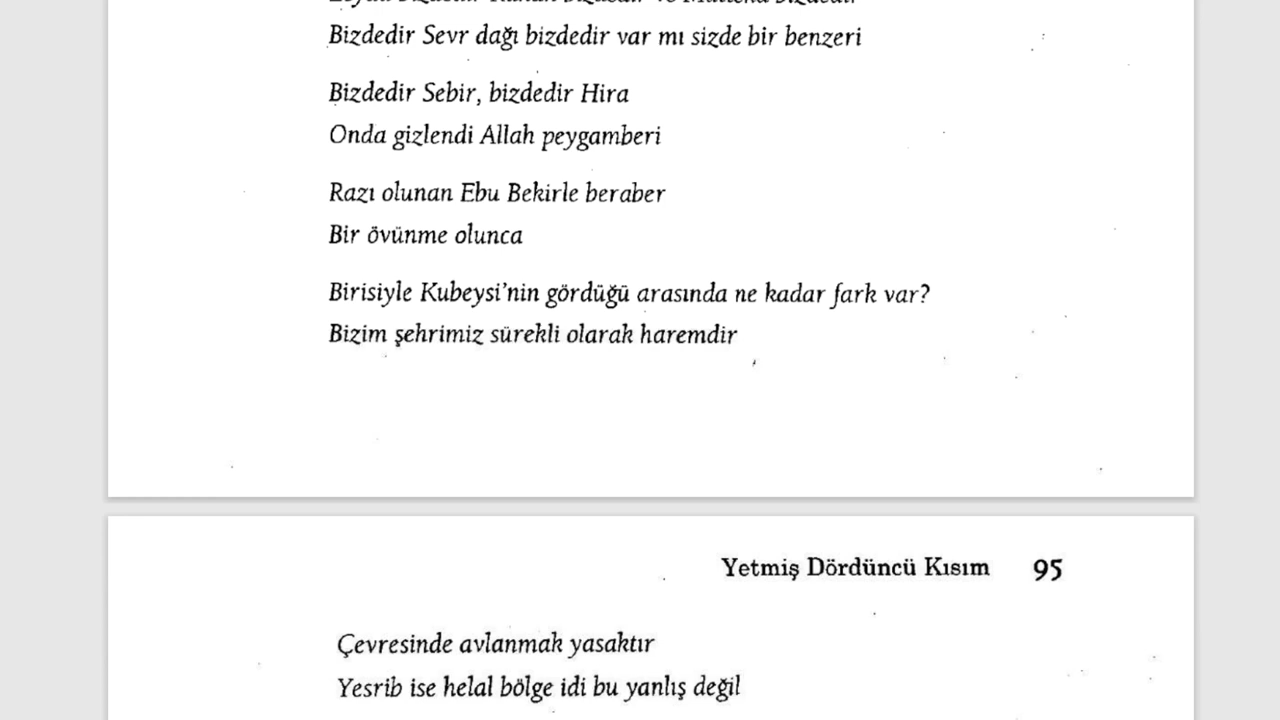 Bizdedir Sevr dağı bizdedir var mı sizde bir benzeri
Bizdedir Sebir, bizdedir Hira
Onda gizlendi Allah peygamberi
Razı olunan Ebu Bekirle beraber
Bir övünme olunca
Birisiyle Kubeysi’nin gördüğü arasında ne kadar fark var?
Bizim şehrimiz sürekli olarak haremdir
Yetmiş Dördüncü Kısım 95
Çevresinde avlanmak yasaktır
Yesrib ise helal bölge idi bu yanlış değil